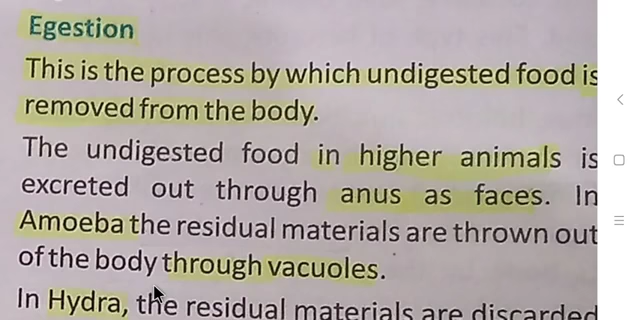 Egestion
This is the process by which undigested food is
removed from the body.
The undigested food in higher animals is
excreted out through anus as faces. In
Amoeba the residual materials are thrown out
of the body through vacuoles.
In Hydra, the residual materials are discarded